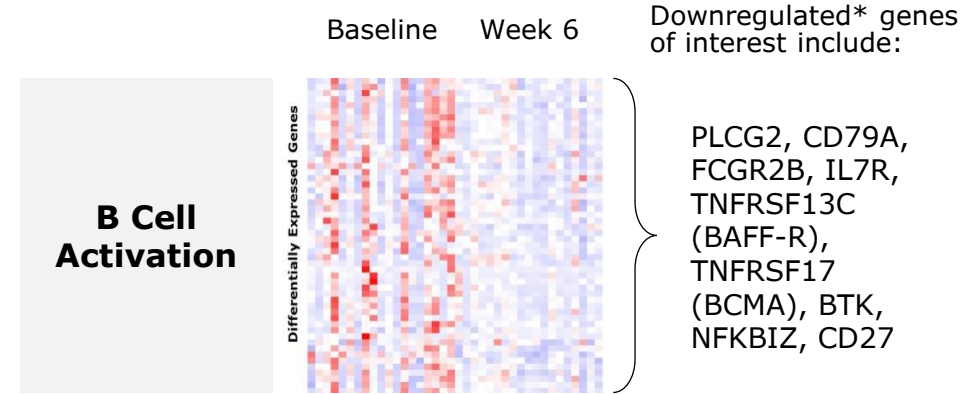 Baseline
Week 6
Downregulated* genes
of interest include:
B Cell
Activation
Differentially Expressed Genes
PLCG2, CD79A,
FCGR2B, IL7R,
TNFRSF13C
(BAFF-R),
TNFRSF17
(BCMA), BTK,
NFKBIZ, CD27